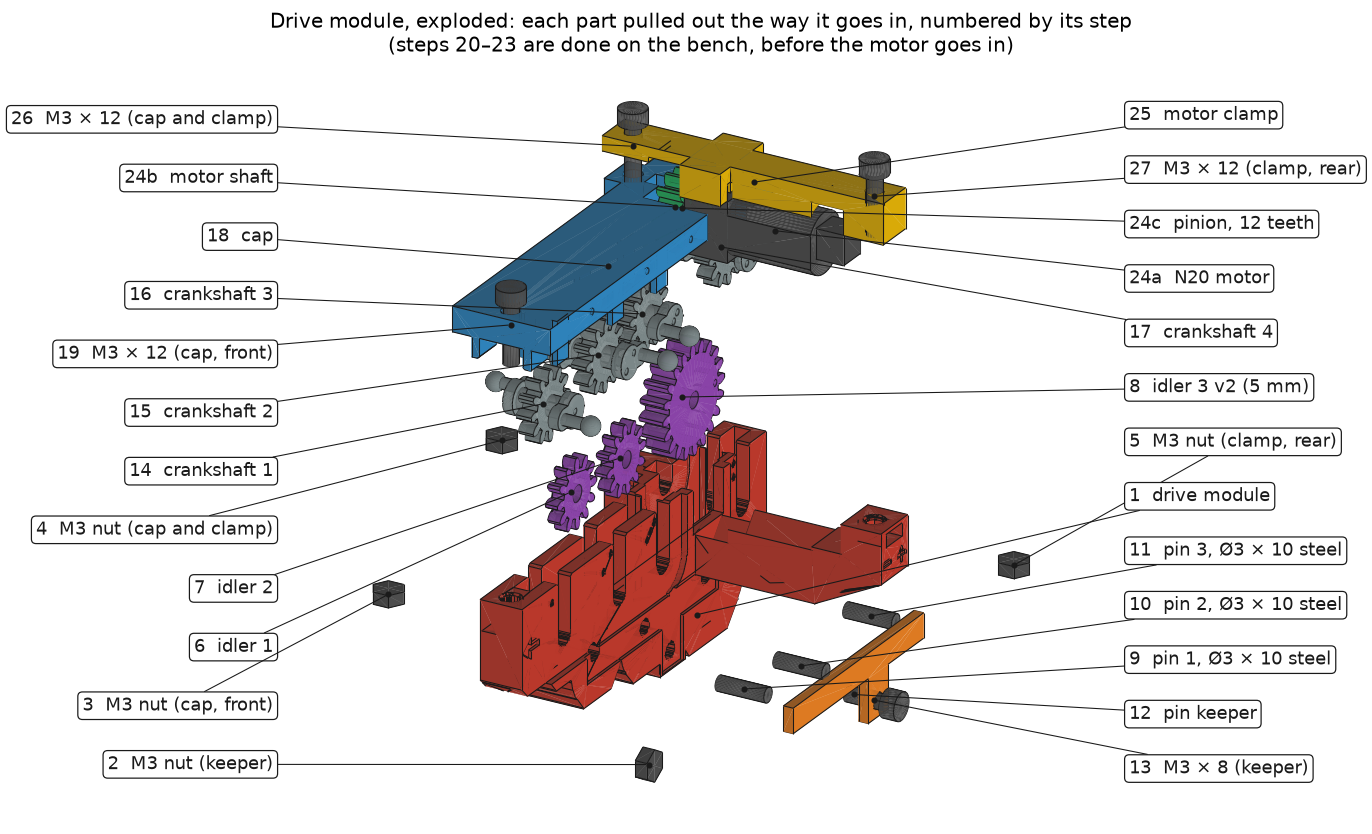 Drive module, exploded: each part pulled out the way it goes in, numbered by its step
(steps 20–23 are done on the bench, before the motor goes in)
26 M3 × 12 (cap and clamp)
24b motor shaft
18 cap
16 crankshaft 3
19 M3 × 12 (cap, front)
15 crankshaft 2
14 crankshaft 1
4 M3 nut (cap and clamp)
7 idler 2
6 idler 1
3 M3 nut (cap, front)
2 M3 nut (keeper)
25 motor clamp
27 M3 × 12 (clamp, rear)
24c pinion, 12 teeth
24a N20 motor
17 crankshaft 4
8 idler 3 v2 (5 mm)
5 M3 nut (clamp, rear)
1 drive module
11 pin 3, Ø3 × 10 steel
10 pin 2, Ø3 × 10 steel
9 pin 1, Ø3 × 10 steel
12 pin keeper
13 M3 × 8 (keeper)